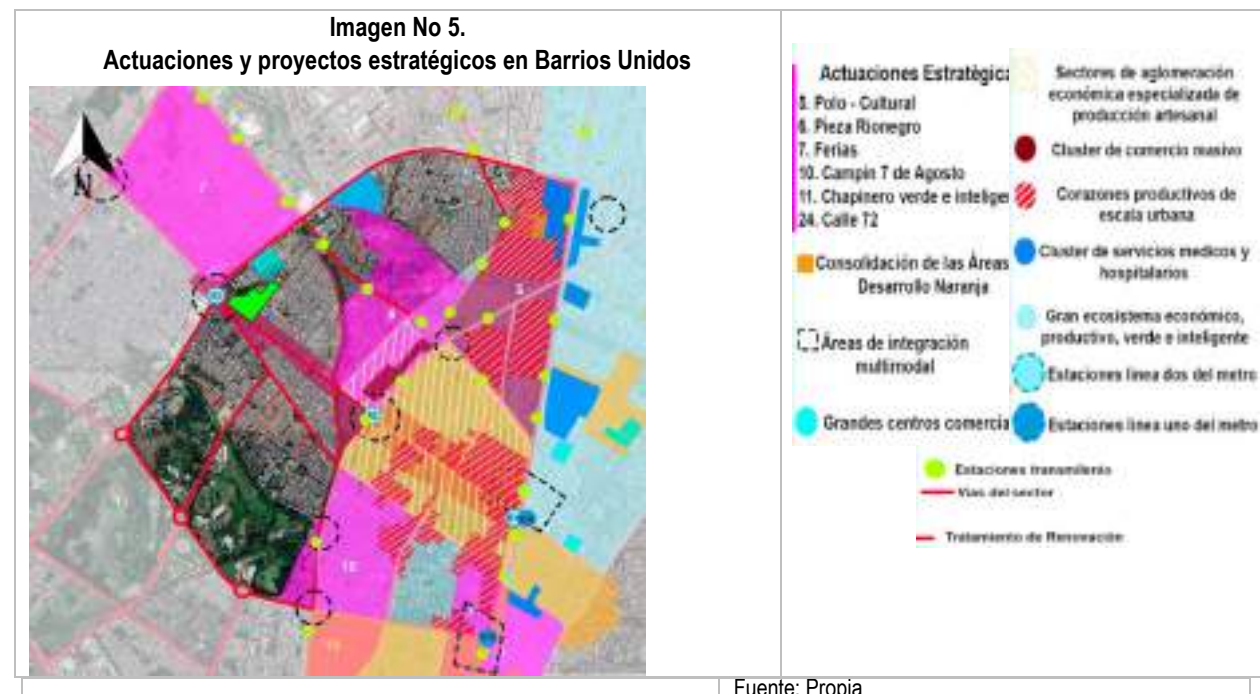 Imagen No 5.
Actuaciones y proyectos estratégicos en Barrios Unidos
N
7
10
Actuaciones Estratégica
5. Polo - Cultural
6. Pieza Rionegro
7. Ferias
10. Campin 7 de Agosto
11. Chapinero verde e intelige
24. Calle 72
Consolidación de las Áreas
Desarrollo Naranja
Áreas de integración
multimodal
Grandes centros comercia
Sectores de aglomeración
económica especializada de
producción artesanal
Cluster de comercio masivo
Corazones productivos de
escala urbana
Cluster de servicios medicos y
hospitalarios
Gran ecosistema económico,
productivo, verde e inteligente
Estaciones linea dos del metro
Estaciones linea uno del metro
Estaciones transmilenio
Vias del sector
Tratamiento de Renovación
Fuente: Propia